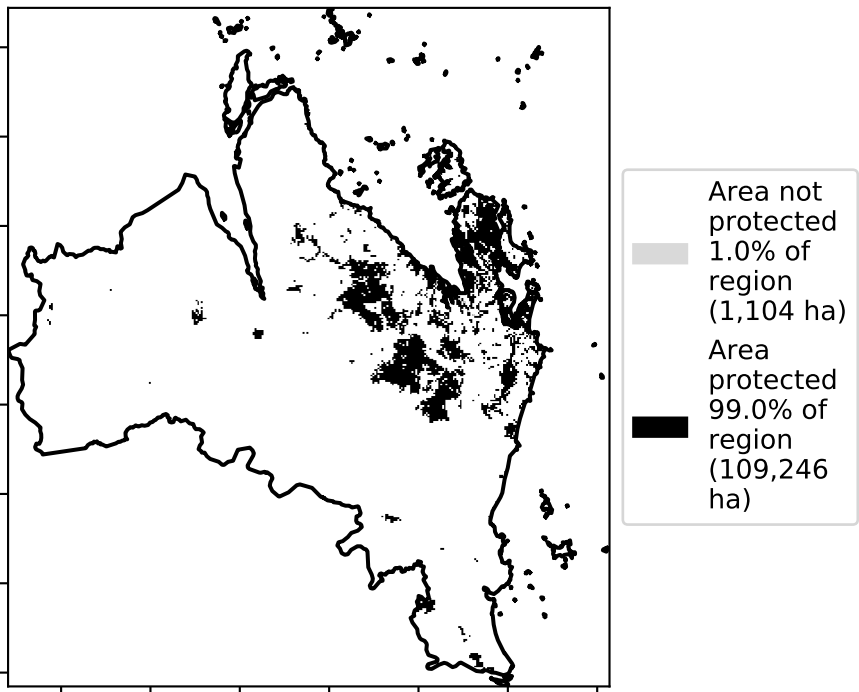 Area not
protected
1.0% of
region
(1,104 ha)
Area
protected
99.0% of
region
(109,246
ha)